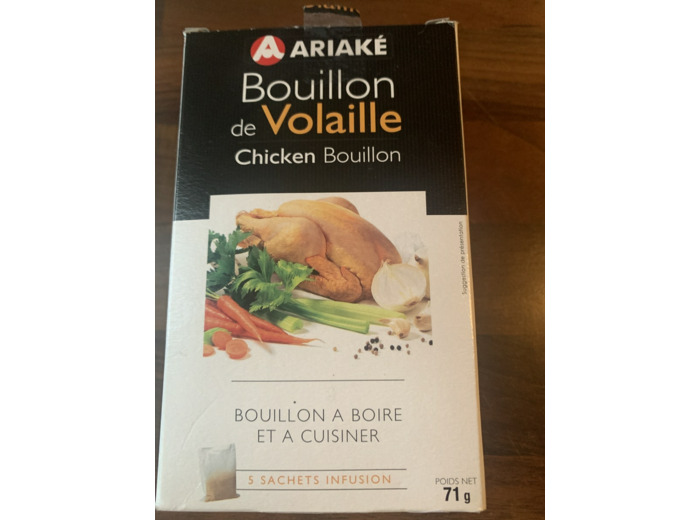 ARIAKÉ
Bouillon
de Volaille
Chicken Bouillon
Suggestion de présentation
BOUILLON A BOIRE
ET A CUISINER
5 SACHETS INFUSION
POIDS NET
71 g